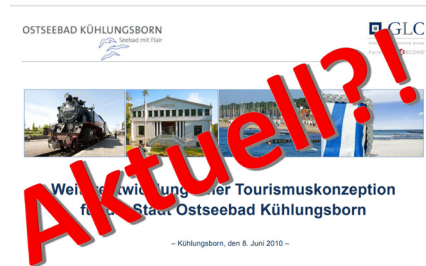 OSTSEEBAD KÜHLUNGSBORN
Seebad mit Flair
GLC
Aktuell?!
Tourismuskonzeption
Stadt Ostseebad Kühlungsborn
– Kühlungsborn, den 8. Juni 2010 –